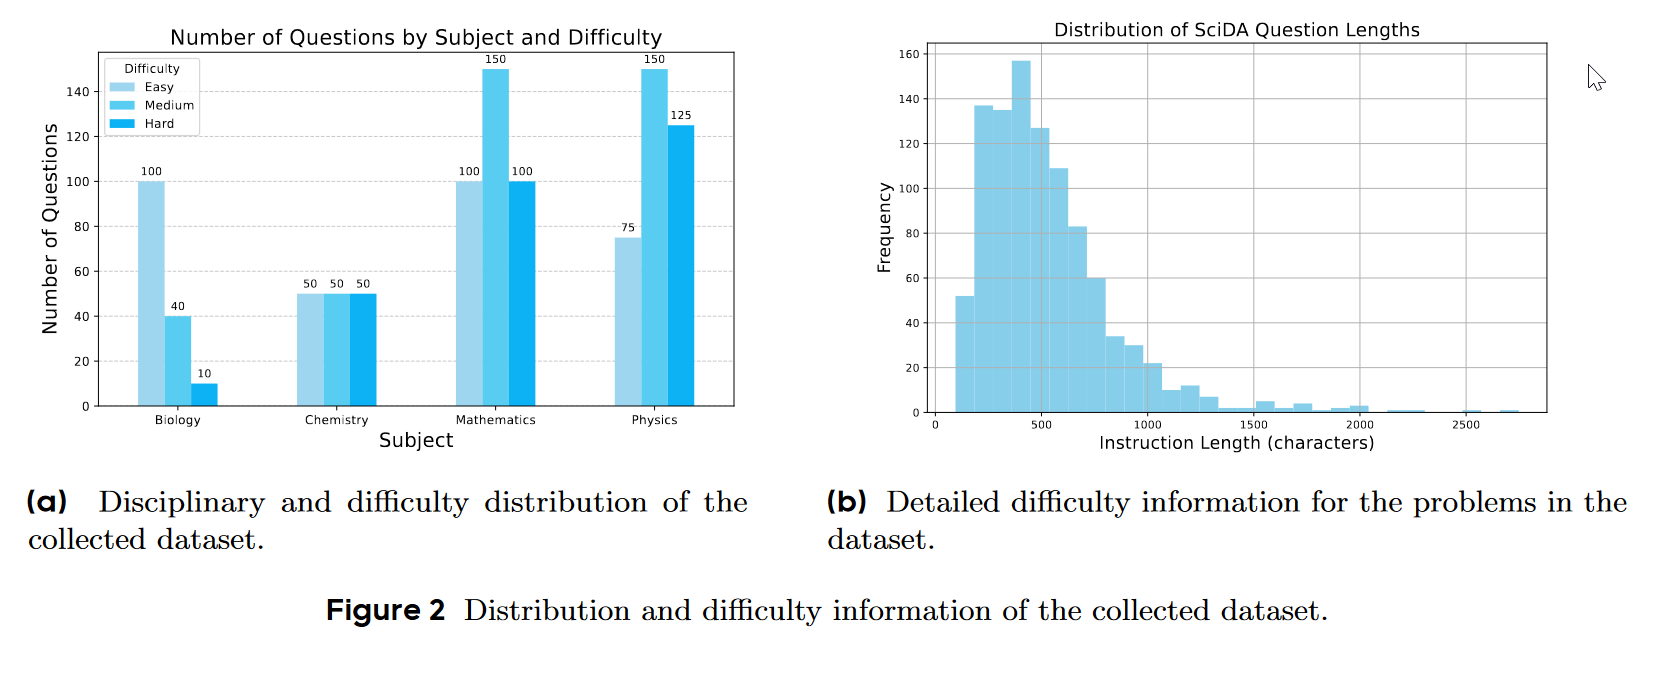 Number of Questions by Subject and Difficulty
Difficulty
Easy
Medium
Hard
Number of Questions
140
120
100
80
60
40
20
0
100
40
10
50 50 50
100
150
100
75
150
125
Biology Chemistry Mathematics Physics
Subject
(a) Disciplinary and difficulty distribution of the
collected dataset.
Distribution of SciDA Question Lengths
Frequency
160
140
120
100
80
60
40
20
0
0 500 1000 1500 2000 2500
Instruction Length (characters)
(b) Detailed difficulty information for the problems in the
dataset.
Figure 2 Distribution and difficulty information of the collected dataset.